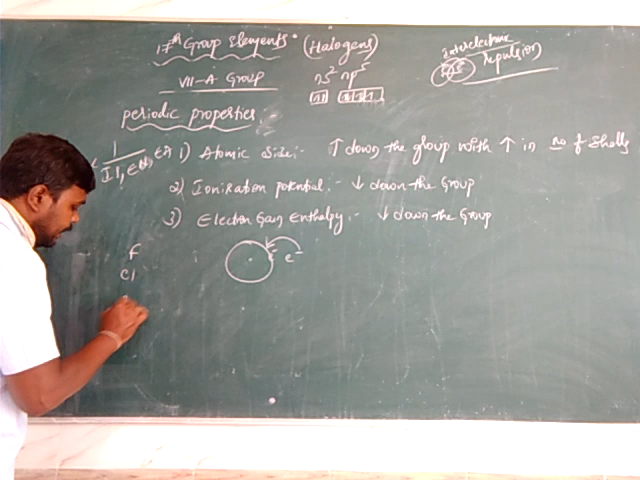 17th Group Elements (Halogens)
VII-A Group
ns² np⁵
interelectronic
repulsion
periodic properties
1) Atomic Size:- ↑ down the group with ↑ in no of shells
2) Ionisation potential:- ↓ down the Group
3) Electron Gain Enthalpy:- ↓ down the Group
F
Cl
e⁻ e⁻